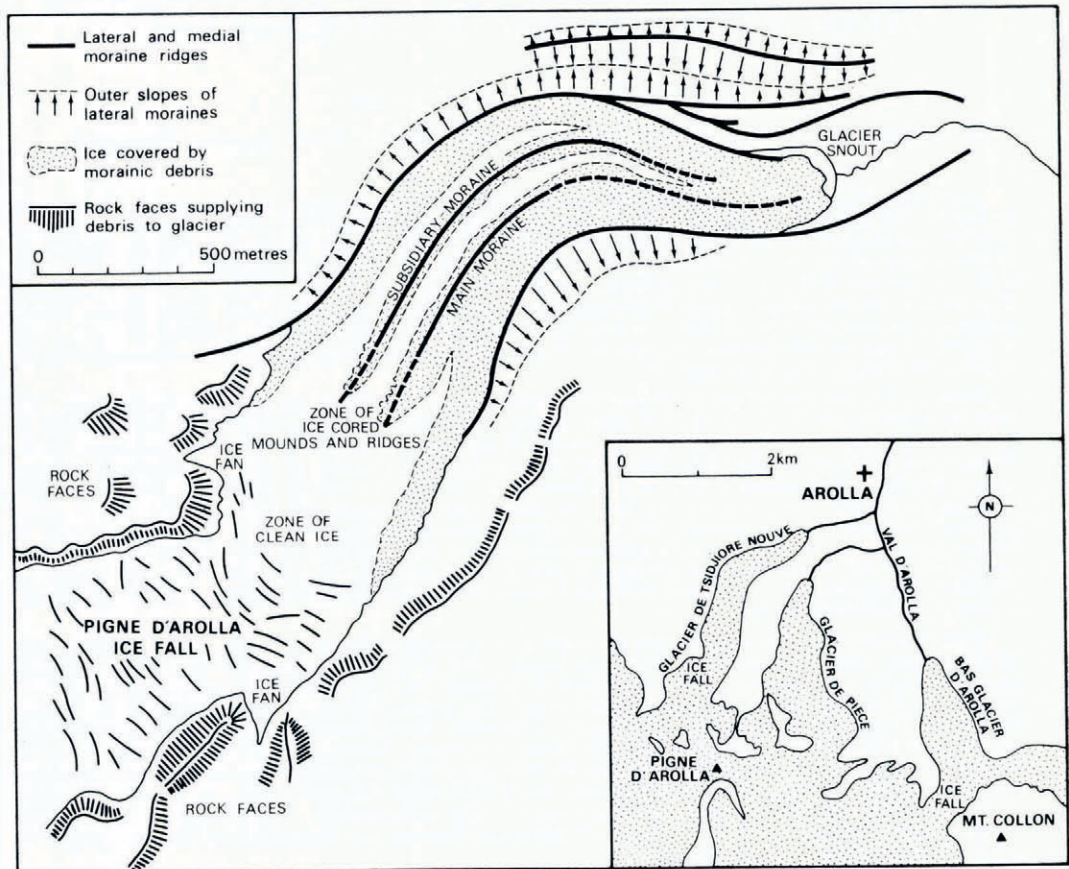 Lateral and medial
moraine ridges
Outer slopes of
lateral moraines
Ice covered by
morainic debris
Rock faces supplying
debris to glacier
0 500 metres
GLACIER
SNOUT
SUBSIDIARY MORAINE
MAIN MORAINE
ZONE OF
ICE CORED
MOUNDS AND RIDGES
ICE
FAN
ROCK
FACES
ZONE OF
CLEAN ICE
PIGNE D'AROLLA
ICE FALL
ICE
FAN
ROCK FACES
0 2km
AROLLA
N
GLACIER DE TSIDJIORE NOUVE
VAL D'AROLLA
ICE
FALL
GLACIER DE PIECE
BAS GLACIER
D'AROLLA
PIGNE
D'AROLLA
ICE
FALL
MT. COLLON